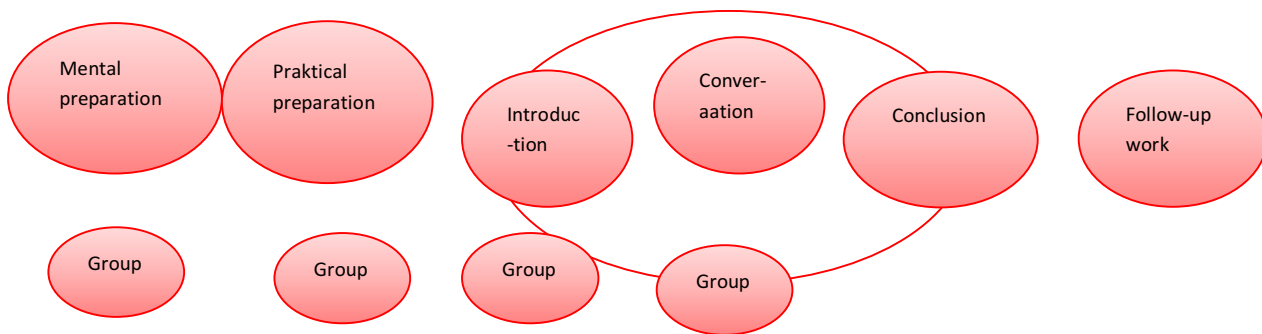 Mental
preparation
Praktical
preparation
Introduc
-tion
Conver-
aation
Conclusion
Follow-up
work
Group
Group
Group
Group